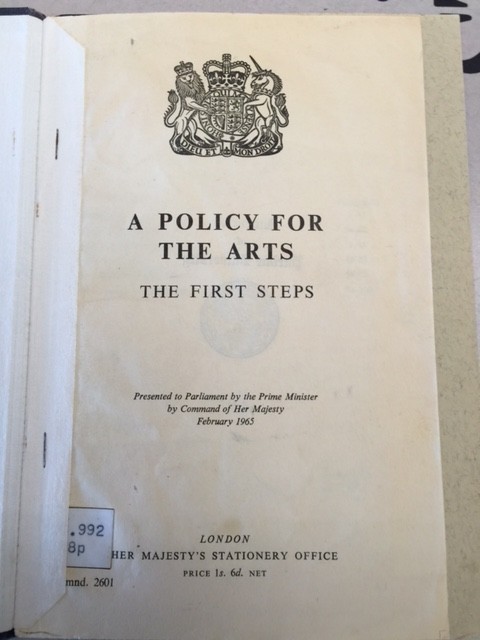 DIEU ET MON DROIT
A POLICY FOR
THE ARTS
THE FIRST STEPS
Presented to Parliament by the Prime Minister
by Command of Her Majesty
February 1965
LONDON
HER MAJESTY'S STATIONERY OFFICE
PRICE 1s. 6d. NET
.992
8p
mnd. 2601